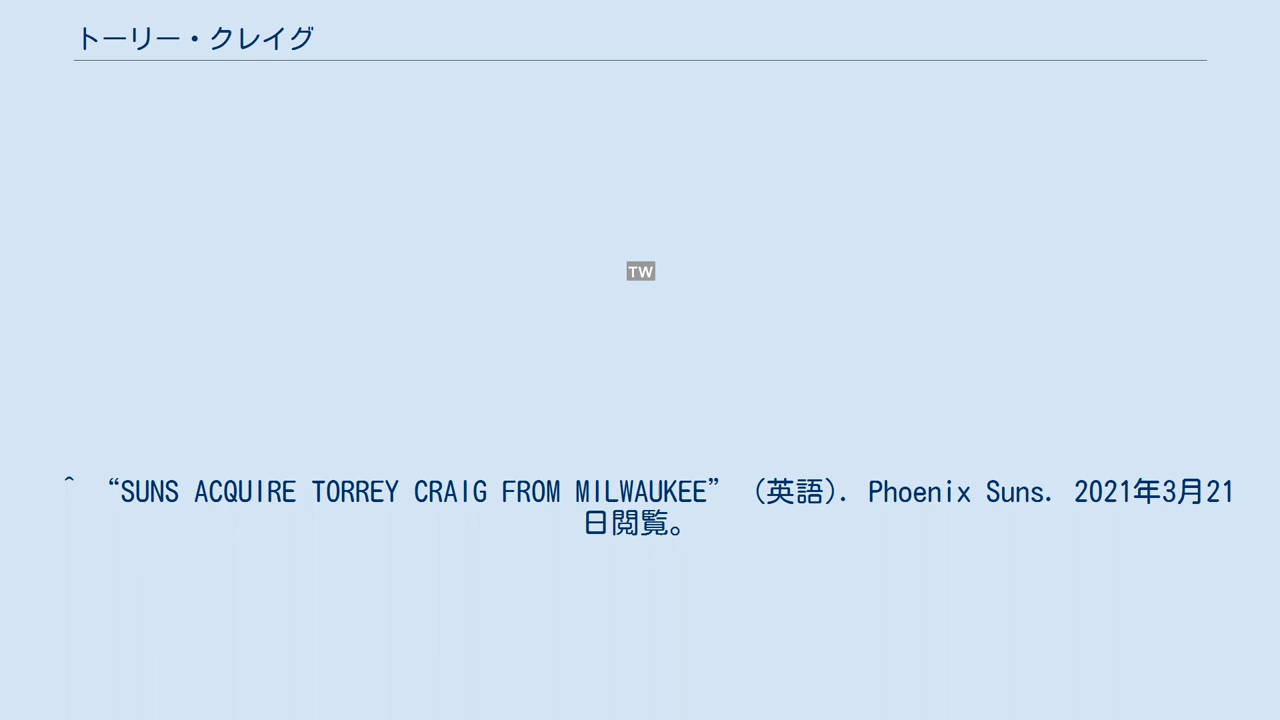 トーリー・クレイグ
TW
^ “SUNS ACQUIRE TORREY CRAIG FROM MILWAUKEE” (英語). Phoenix Suns. 2021年3月21
日閲覧。